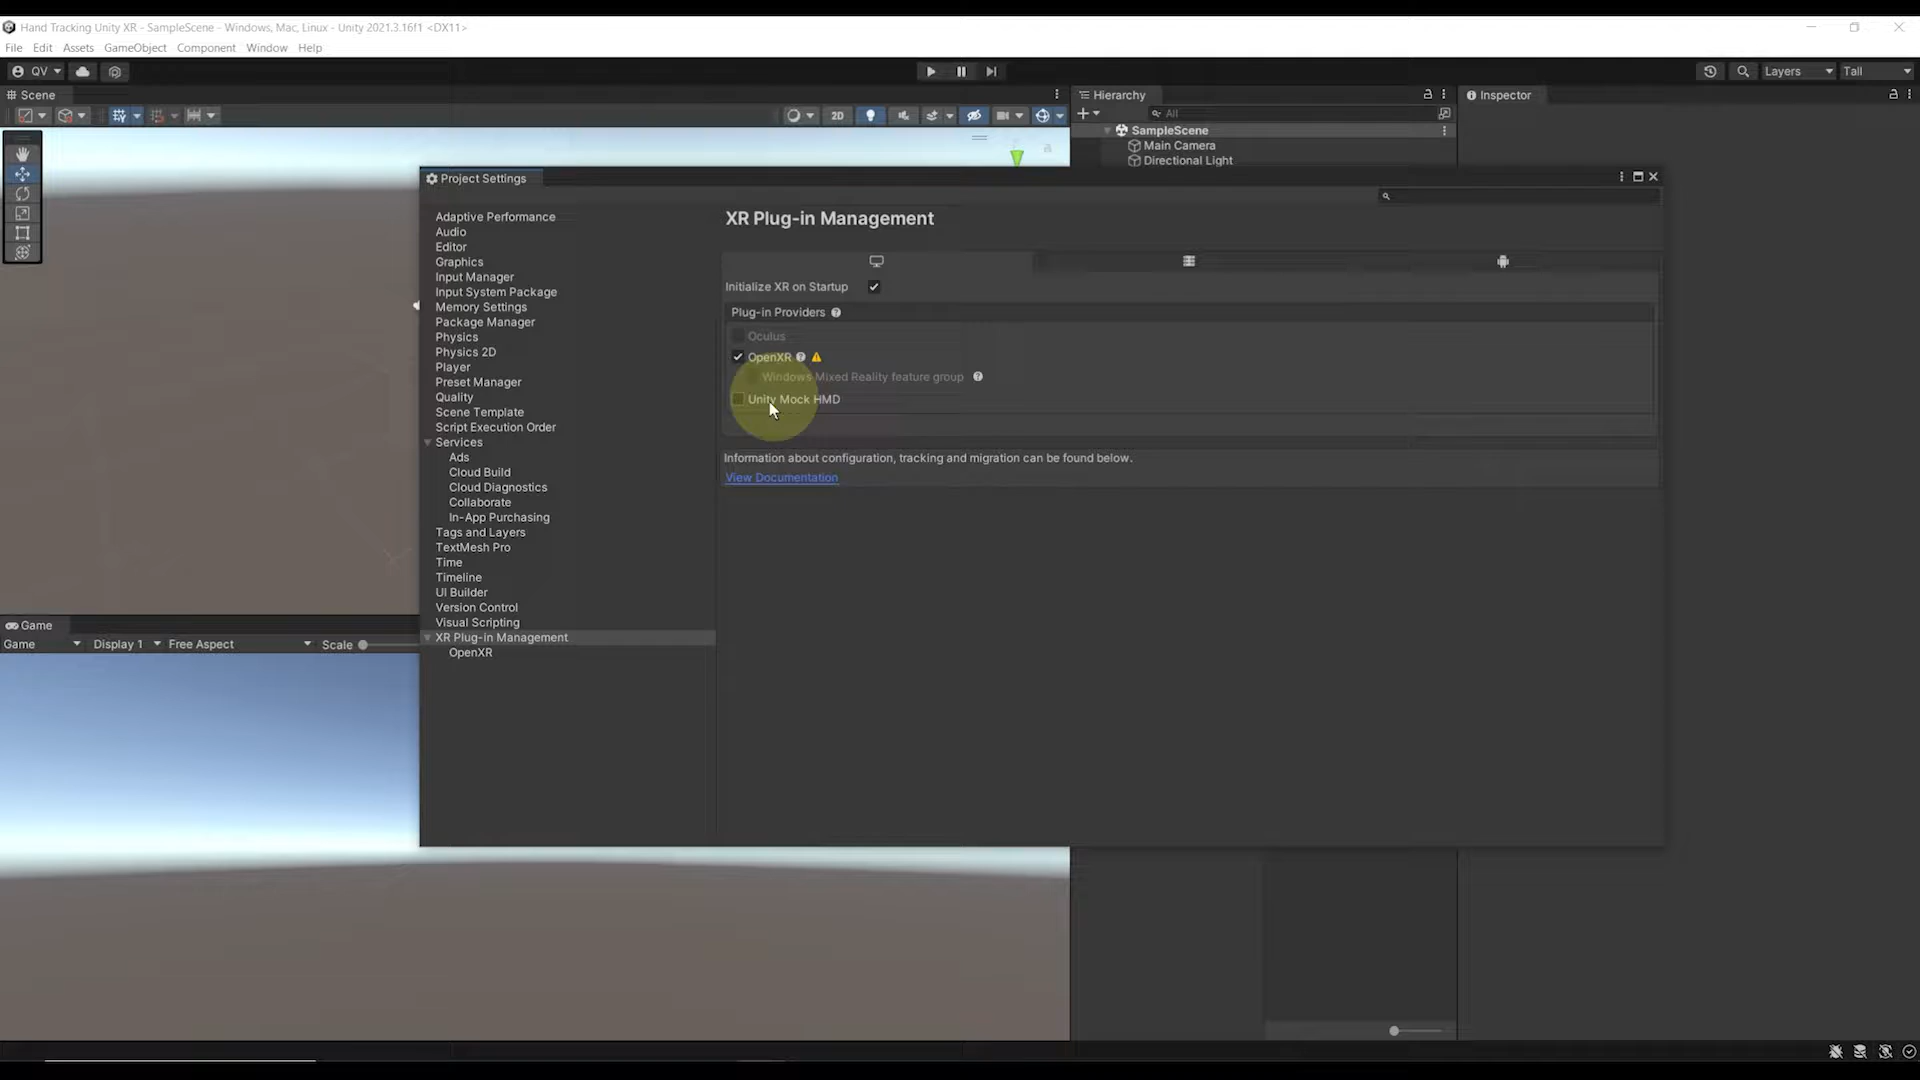 Hand Tracking Unity XR - SampleScene - Windows, Mac, Linux - Unity 2021.3.16f1 <DX11>
File Edit Assets GameObject Component Window Help
QV Layers Tall
Scene
2D
Hierarchy
All
SampleScene
Main Camera
Directional Light
Inspector
Project Settings
Adaptive Performance
Audio
Editor
Graphics
Input Manager
Input System Package
Memory Settings
Package Manager
Physics
Physics 2D
Player
Preset Manager
Quality
Scene Template
Script Execution Order
Services
Ads
Cloud Build
Cloud Diagnostics
Collaborate
In-App Purchasing
Tags and Layers
TextMesh Pro
Time
Timeline
UI Builder
Version Control
Visual Scripting
XR Plug-in Management
OpenXR
XR Plug-in Management
Initialize XR on Startup
Plug-in Providers
Oculus
OpenXR
Windows Mixed Reality feature group
Unity Mock HMD
Information about configuration, tracking and migration can be found below.
View Documentation
Game
Game Display 1 Free Aspect Scale